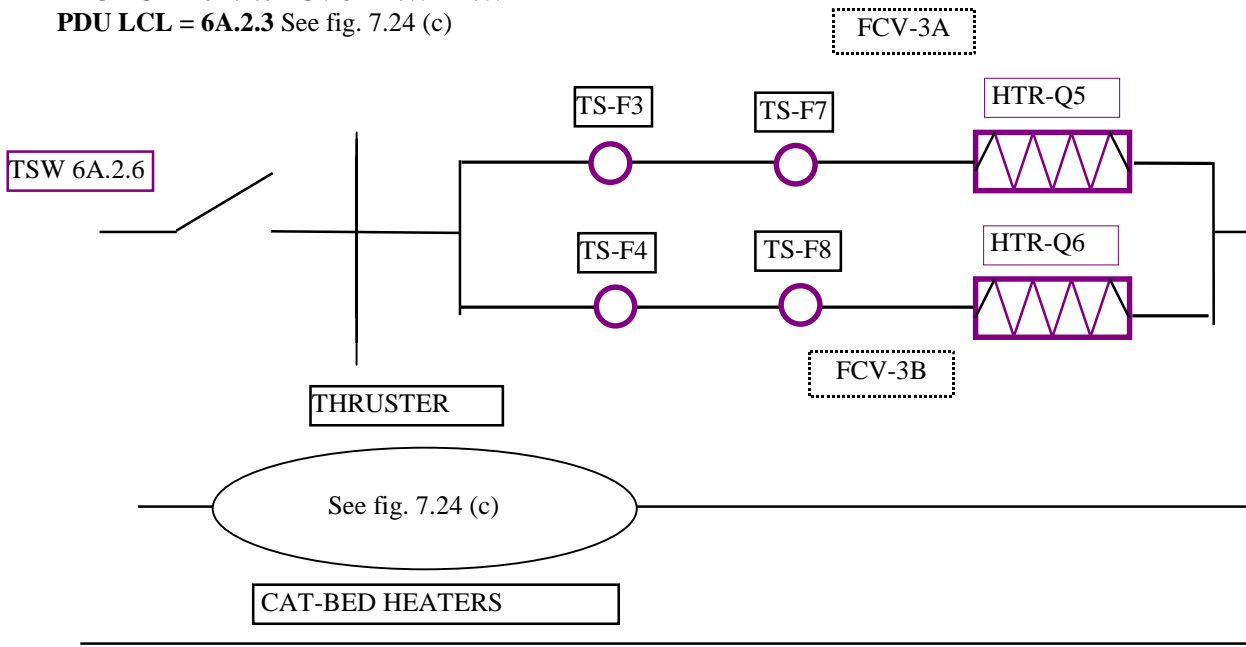 PDU LCL = 6A.2.3 See fig. 7.24 (c)
FCV-3A
HTR-Q5
TS-F3
TS-F7
TSW 6A.2.6
HTR-Q6
TS-F4
TS-F8
FCV-3B
THRUSTER
See fig. 7.24 (c)
CAT-BED HEATERS